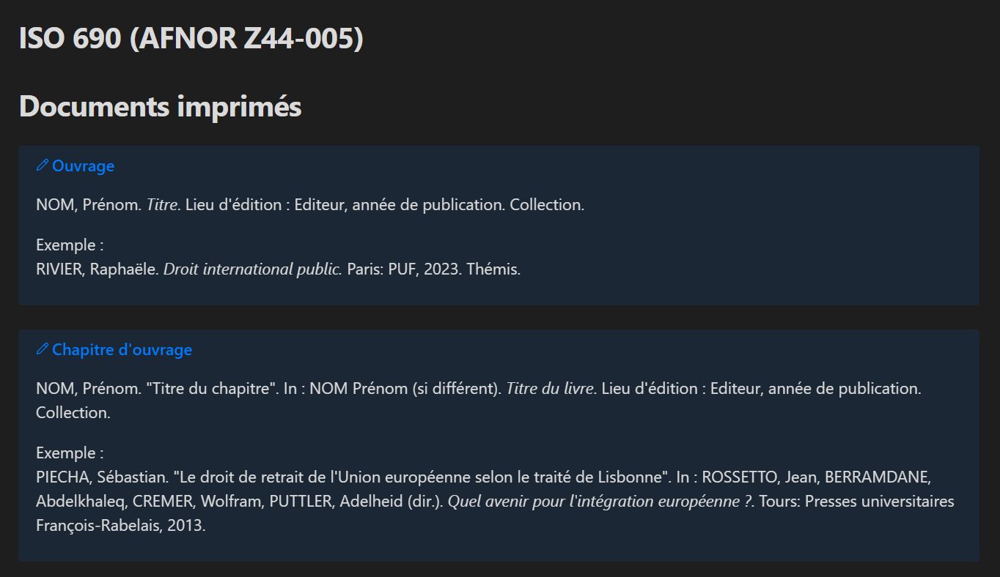 ISO 690 (AFNOR Z44-005)
Documents imprimés
Ouvrage
NOM, Prénom. Titre. Lieu d'édition : Editeur, année de publication. Collection.
Exemple :
RIVIER, Raphaële. Droit international public. Paris: PUF, 2023. Thémis.
Chapitre d'ouvrage
NOM, Prénom. "Titre du chapitre". In : NOM Prénom (si différent). Titre du livre. Lieu d'édition : Editeur, année de publication.
Collection.
Exemple :
PIECHA, Sébastian. "Le droit de retrait de l'Union européenne selon le traité de Lisbonne". In : ROSSETTO, Jean, BERRAMDANE,
Abdelkhaleq, CREMER, Wolfram, PUTTLER, Adelheid (dir.). Quel avenir pour l'intégration européenne ?. Tours: Presses universitaires
François-Rabelais, 2013.